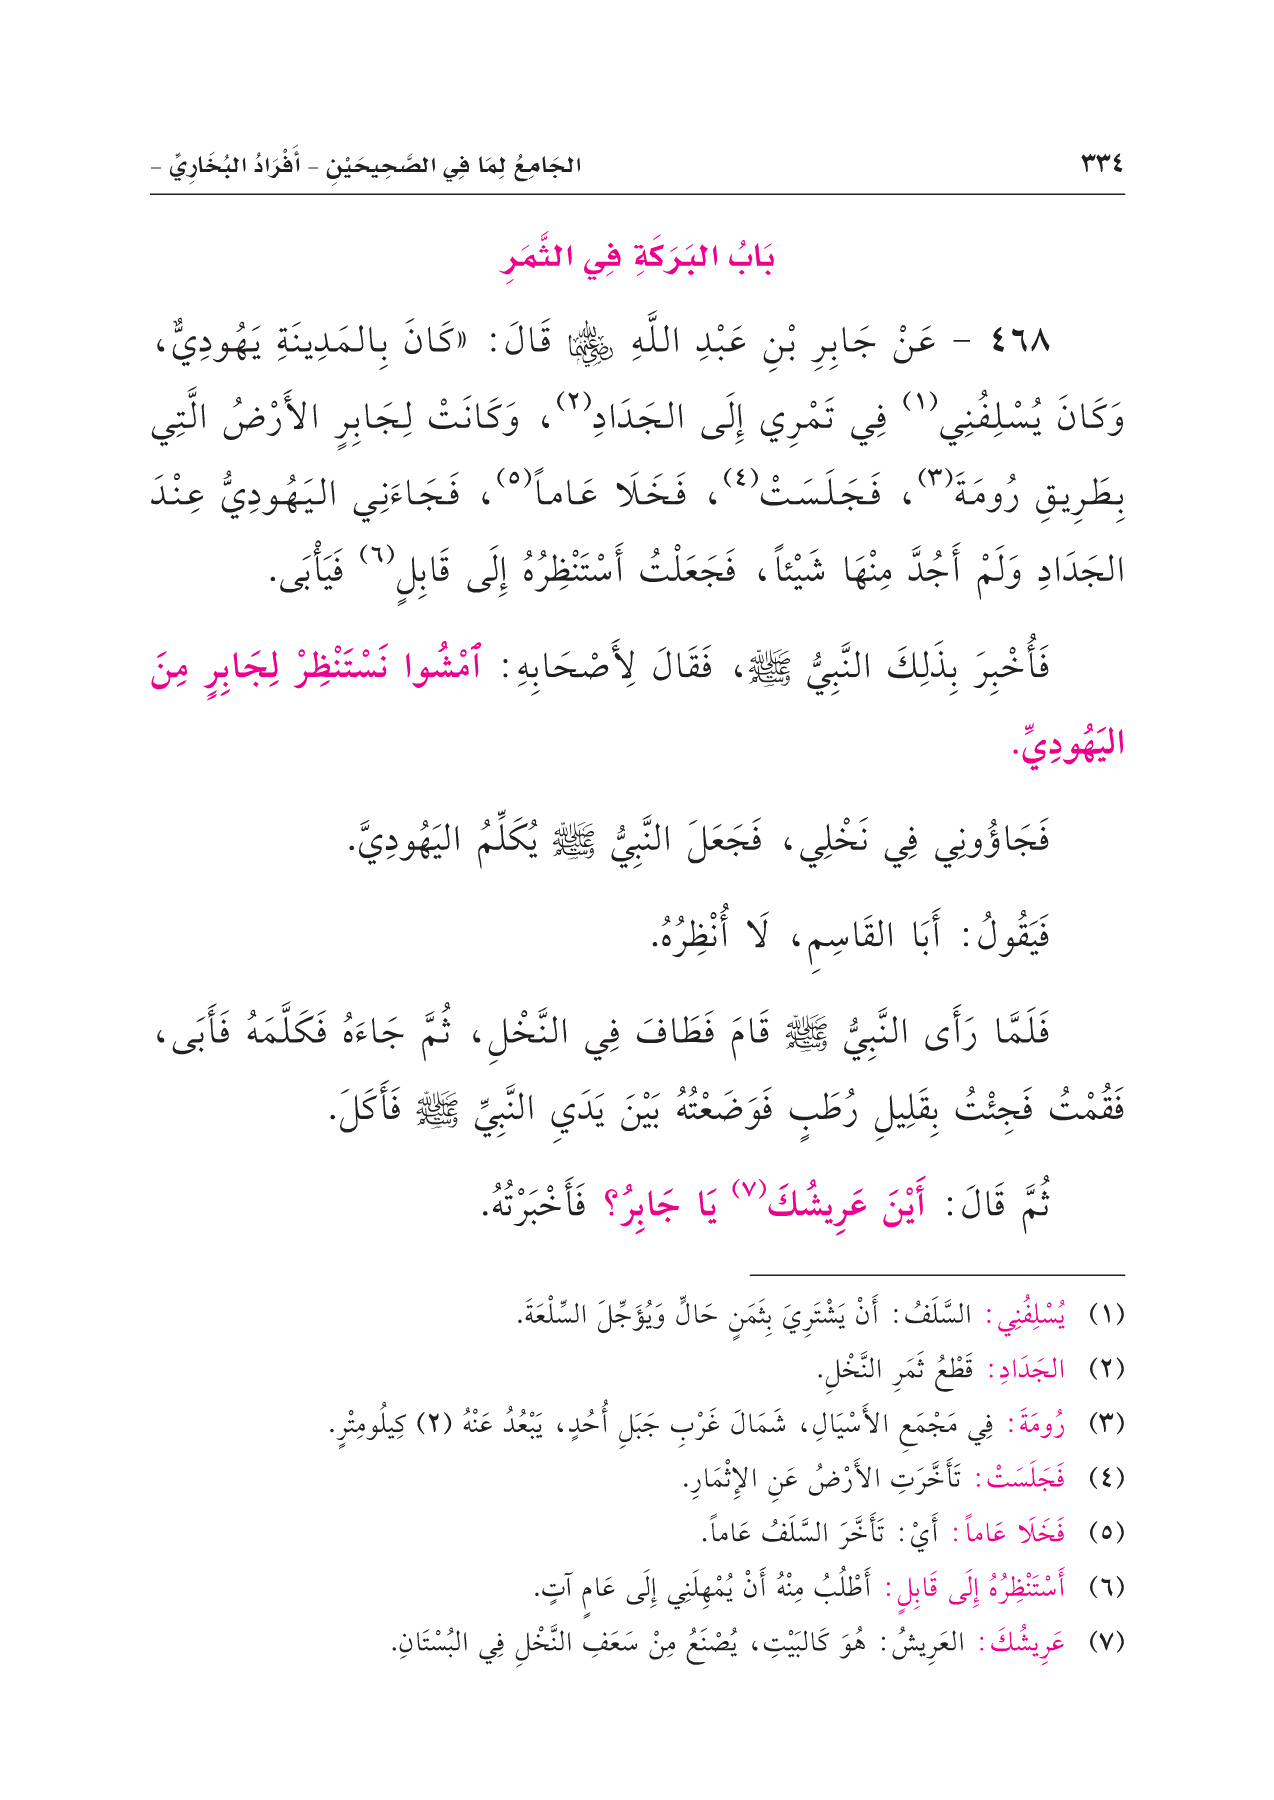 ٣٣٤
الجَامِعُ لِمَا فِي الصَّحِيحَيْنِ - أَفْرَادُ البُخَارِيِّ -
بَابُ البَرَكَةِ فِي الثَّمَرِ
٤٦٨ - عَنْ جَابِرِ بْنِ عَبْدِ اللَّهِ رضي الله عنهما قَالَ: «كَانَ بِالمَدِينَةِ يَهُودِيٌّ،
وَكَانَ يُسْلِفُنِي(١) فِي تَمْرِي إِلَى الجَدَادِ(٢)، وَكَانَتْ لِجَابِرٍ الأَرْضُ الَّتِي
بِطَرِيقِ رُومَةَ(٣)، فَجَلَسَتْ(٤)، فَخَلَا عَاماً(٥)، فَجَاءَنِي اليَهُودِيُّ عِنْدَ
الجَدَادِ وَلَمْ أَجُدَّ مِنْهَا شَيْئاً، فَجَعَلْتُ أَسْتَنْظِرُهُ إِلَى قَابِلٍ(٦) فَيَأْبَى.
فَأُخْبِرَ بِذَلِكَ النَّبِيُّ ﷺ، فَقَالَ لِأَصْحَابِهِ: ٱمْشُوا نَسْتَنْظِرْ لِجَابِرٍ مِنَ
اليَهُودِيِّ.
فَجَاؤُونِي فِي نَخْلِي، فَجَعَلَ النَّبِيُّ ﷺ يُكَلِّمُ اليَهُودِيَّ.
فَيَقُولُ: أَبَا القَاسِمِ، لَا أُنْظِرُهُ.
فَلَمَّا رَأَى النَّبِيُّ ﷺ قَامَ فَطَافَ فِي النَّخْلِ، ثُمَّ جَاءَهُ فَكَلَّمَهُ فَأَبَى،
فَقُمْتُ فَجِئْتُ بِقَلِيلِ رُطَبٍ فَوَضَعْتُهُ بَيْنَ يَدَيِ النَّبِيِّ ﷺ فَأَكَلَ.
ثُمَّ قَالَ: أَيْنَ عَرِيشُكَ(٧) يَا جَابِرُ؟ فَأَخْبَرْتُهُ.
(١) يُسْلِفُنِي: السَّلَفُ: أَنْ يَشْتَرِيَ بِثَمَنٍ حَالٍّ وَيُؤَجِّلَ السِّلْعَةَ.
(٢) الجَدَادِ: قَطْعُ ثَمَرِ النَّخْلِ.
(٣) رُومَةَ: فِي مَجْمَعِ الأَسْيَالِ، شَمَالَ غَرْبِ جَبَلِ أُحُدٍ، يَبْعُدُ عَنْهُ (٢) كِيلُومِتْرٍ.
(٤) فَجَلَسَتْ: تَأَخَّرَتِ الأَرْضُ عَنِ الإِثْمَارِ.
(٥) فَخَلَا عَاماً: أَيْ: تَأَخَّرَ السَّلَفُ عَاماً.
(٦) أَسْتَنْظِرُهُ إِلَى قَابِلٍ: أَطْلُبُ مِنْهُ أَنْ يُمْهِلَنِي إِلَى عَامٍ آتٍ.
(٧) عَرِيشُكَ: العَرِيشُ: هُوَ كَالبَيْتِ، يُصْنَعُ مِنْ سَعَفِ النَّخْلِ فِي البُسْتَانِ.